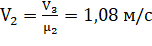 V₂ = V₃/μ₂ = 1,08 м/с